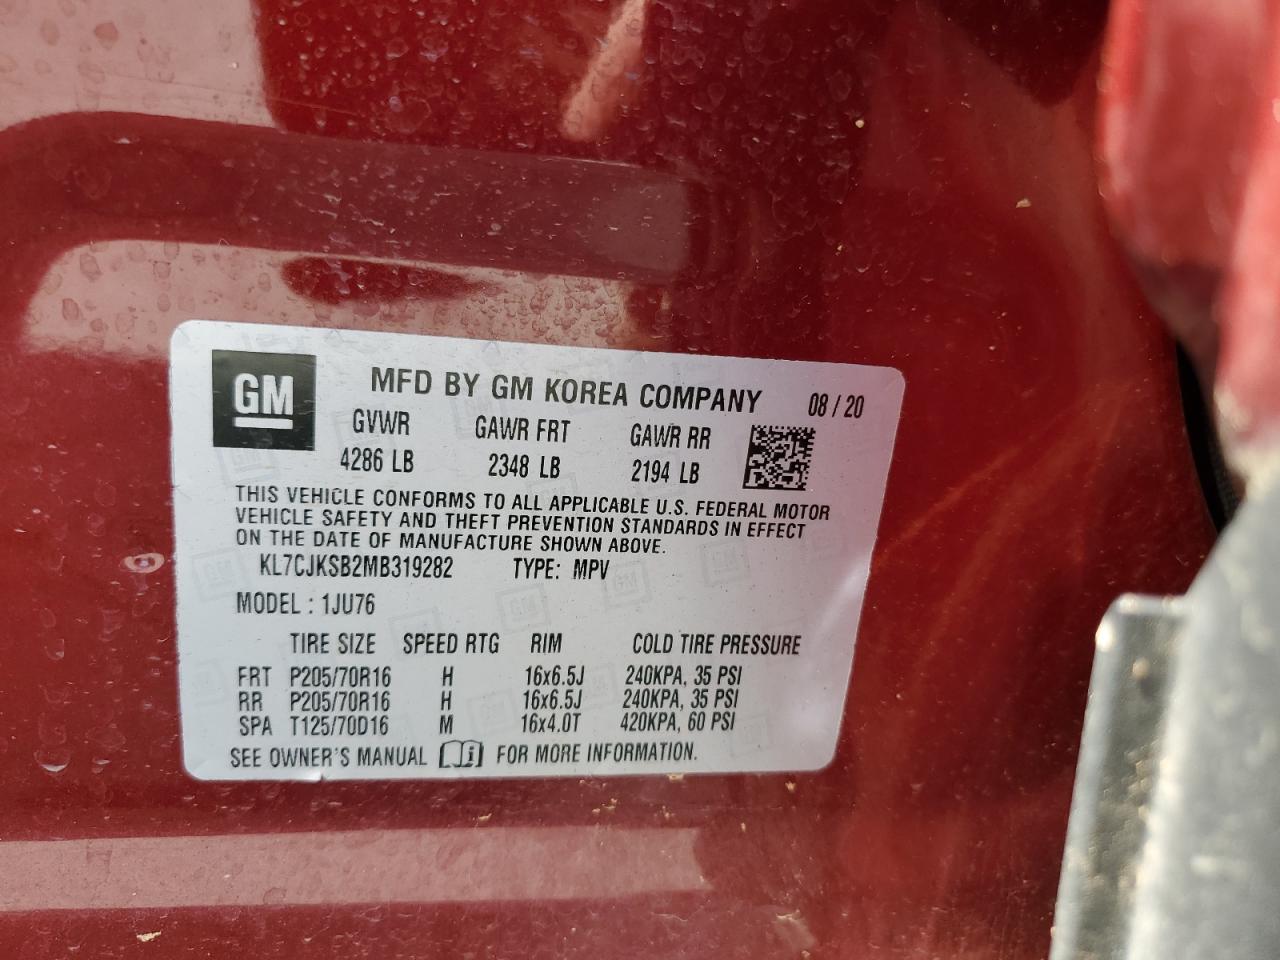 GM
MFD BY GM KOREA COMPANY 08 / 20
GVWR GAWR FRT GAWR RR
4286 LB 2348 LB 2194 LB
THIS VEHICLE CONFORMS TO ALL APPLICABLE U.S. FEDERAL MOTOR
VEHICLE SAFETY AND THEFT PREVENTION STANDARDS IN EFFECT
ON THE DATE OF MANUFACTURE SHOWN ABOVE.
KL7CJKSB2MB319282 TYPE: MPV
MODEL : 1JU76
TIRE SIZE SPEED RTG RIM COLD TIRE PRESSURE
FRT P205/70R16 H 16x6.5J 240KPA, 35 PSI
RR P205/70R16 H 16x6.5J 240KPA, 35 PSI
SPA T125/70D16 M 16x4.0T 420KPA, 60 PSI
SEE OWNER'S MANUAL i FOR MORE INFORMATION.